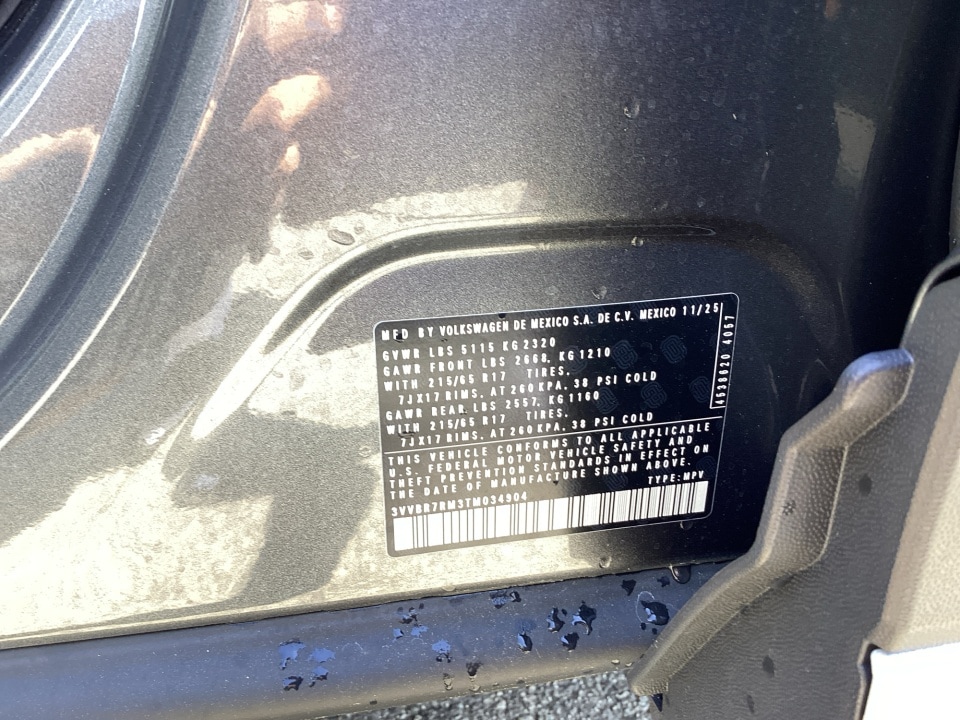 MFD BY VOLKSWAGEN DE MEXICO S.A. DE C.V. MEXICO 11/25
GVWR LBS 5115 KG 2320
GAWR FRONT LBS 2668, KG 1210
WITH 215/65 R17 TIRES.
7JX17 RIMS, AT 260 KPA, 38 PSI COLD
GAWR REAR LBS 2557, KG 1160
WITH 215/65 R17 TIRES.
7JX17 RIMS, AT 260 KPA, 38 PSI COLD
4538620 4057
THIS VEHICLE CONFORMS TO ALL APPLICABLE
U.S. FEDERAL MOTOR VEHICLE SAFETY AND
THEFT PREVENTION STANDARDS IN EFFECT ON
THE DATE OF MANUFACTURE SHOWN ABOVE.
TYPE:MPV
3VVBR7RM3TM034904